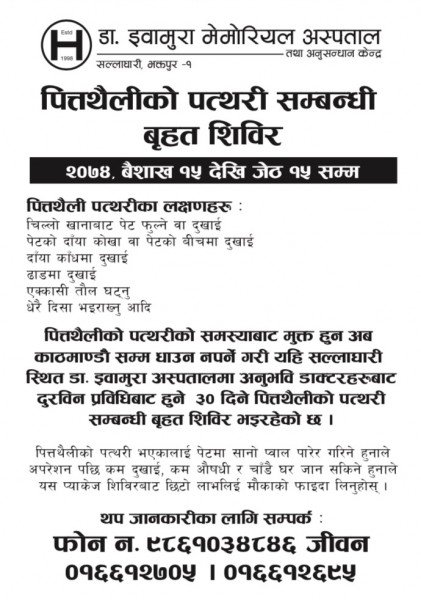 Estd
H
1998
डा. इवामुरा मेमोरियल अस्पताल
तथा अनुसन्धान केन्द्र
सल्लाघारी, भक्तपुर -१
पित्तथैलीको पत्थरी सम्बन्धी
बृहत शिविर
२०७४, बैशाख १५ देखि जेठ १५ सम्म
पित्तथैली पत्थरीका लक्षणहरु :
चिल्लो खानाबाट पेट फुल्ने वा दुखाई
पेटको दाँया कोखा वा पेटको बीचमा दुखाई
दाँया काँधमा दुखाई
ढाडमा दुखाई
एक्कासी तौल घट्नु
धेरै दिसा भइराख्नु आदि
पित्तथैलीको पत्थरीको समस्याबाट मुक्त हुन अब
काठमाण्डौ सम्म धाउन नपर्ने गरी यहि सल्लाघारी
स्थित डा. इवामुरा अस्पतालमा अनुभवि डाक्टरहरुबाट
दुरविन प्रविधिबाट हुने ३० दिने पित्तथैलीको पत्थरी
सम्बन्धी बृहत शिविर भइरहेको छ ।
पित्तथैलीको पत्थरी भएकालाई पेटमा सानो प्वाल पारेर गरिने हुनाले
अपरेशन पछि कम दुखाई, कम औषधी र चाँडै घर जान सकिने हुनाले
यस प्याकेज शिविरबाट छिटो लाभलिई मौकाको फाइदा लिनुहोस् ।
थप जानकारीका लागि सम्पर्क :
फोन न. ९८६१०३४८४६ जीवन
०१६६१२७०५ । ०१६६१२६९५